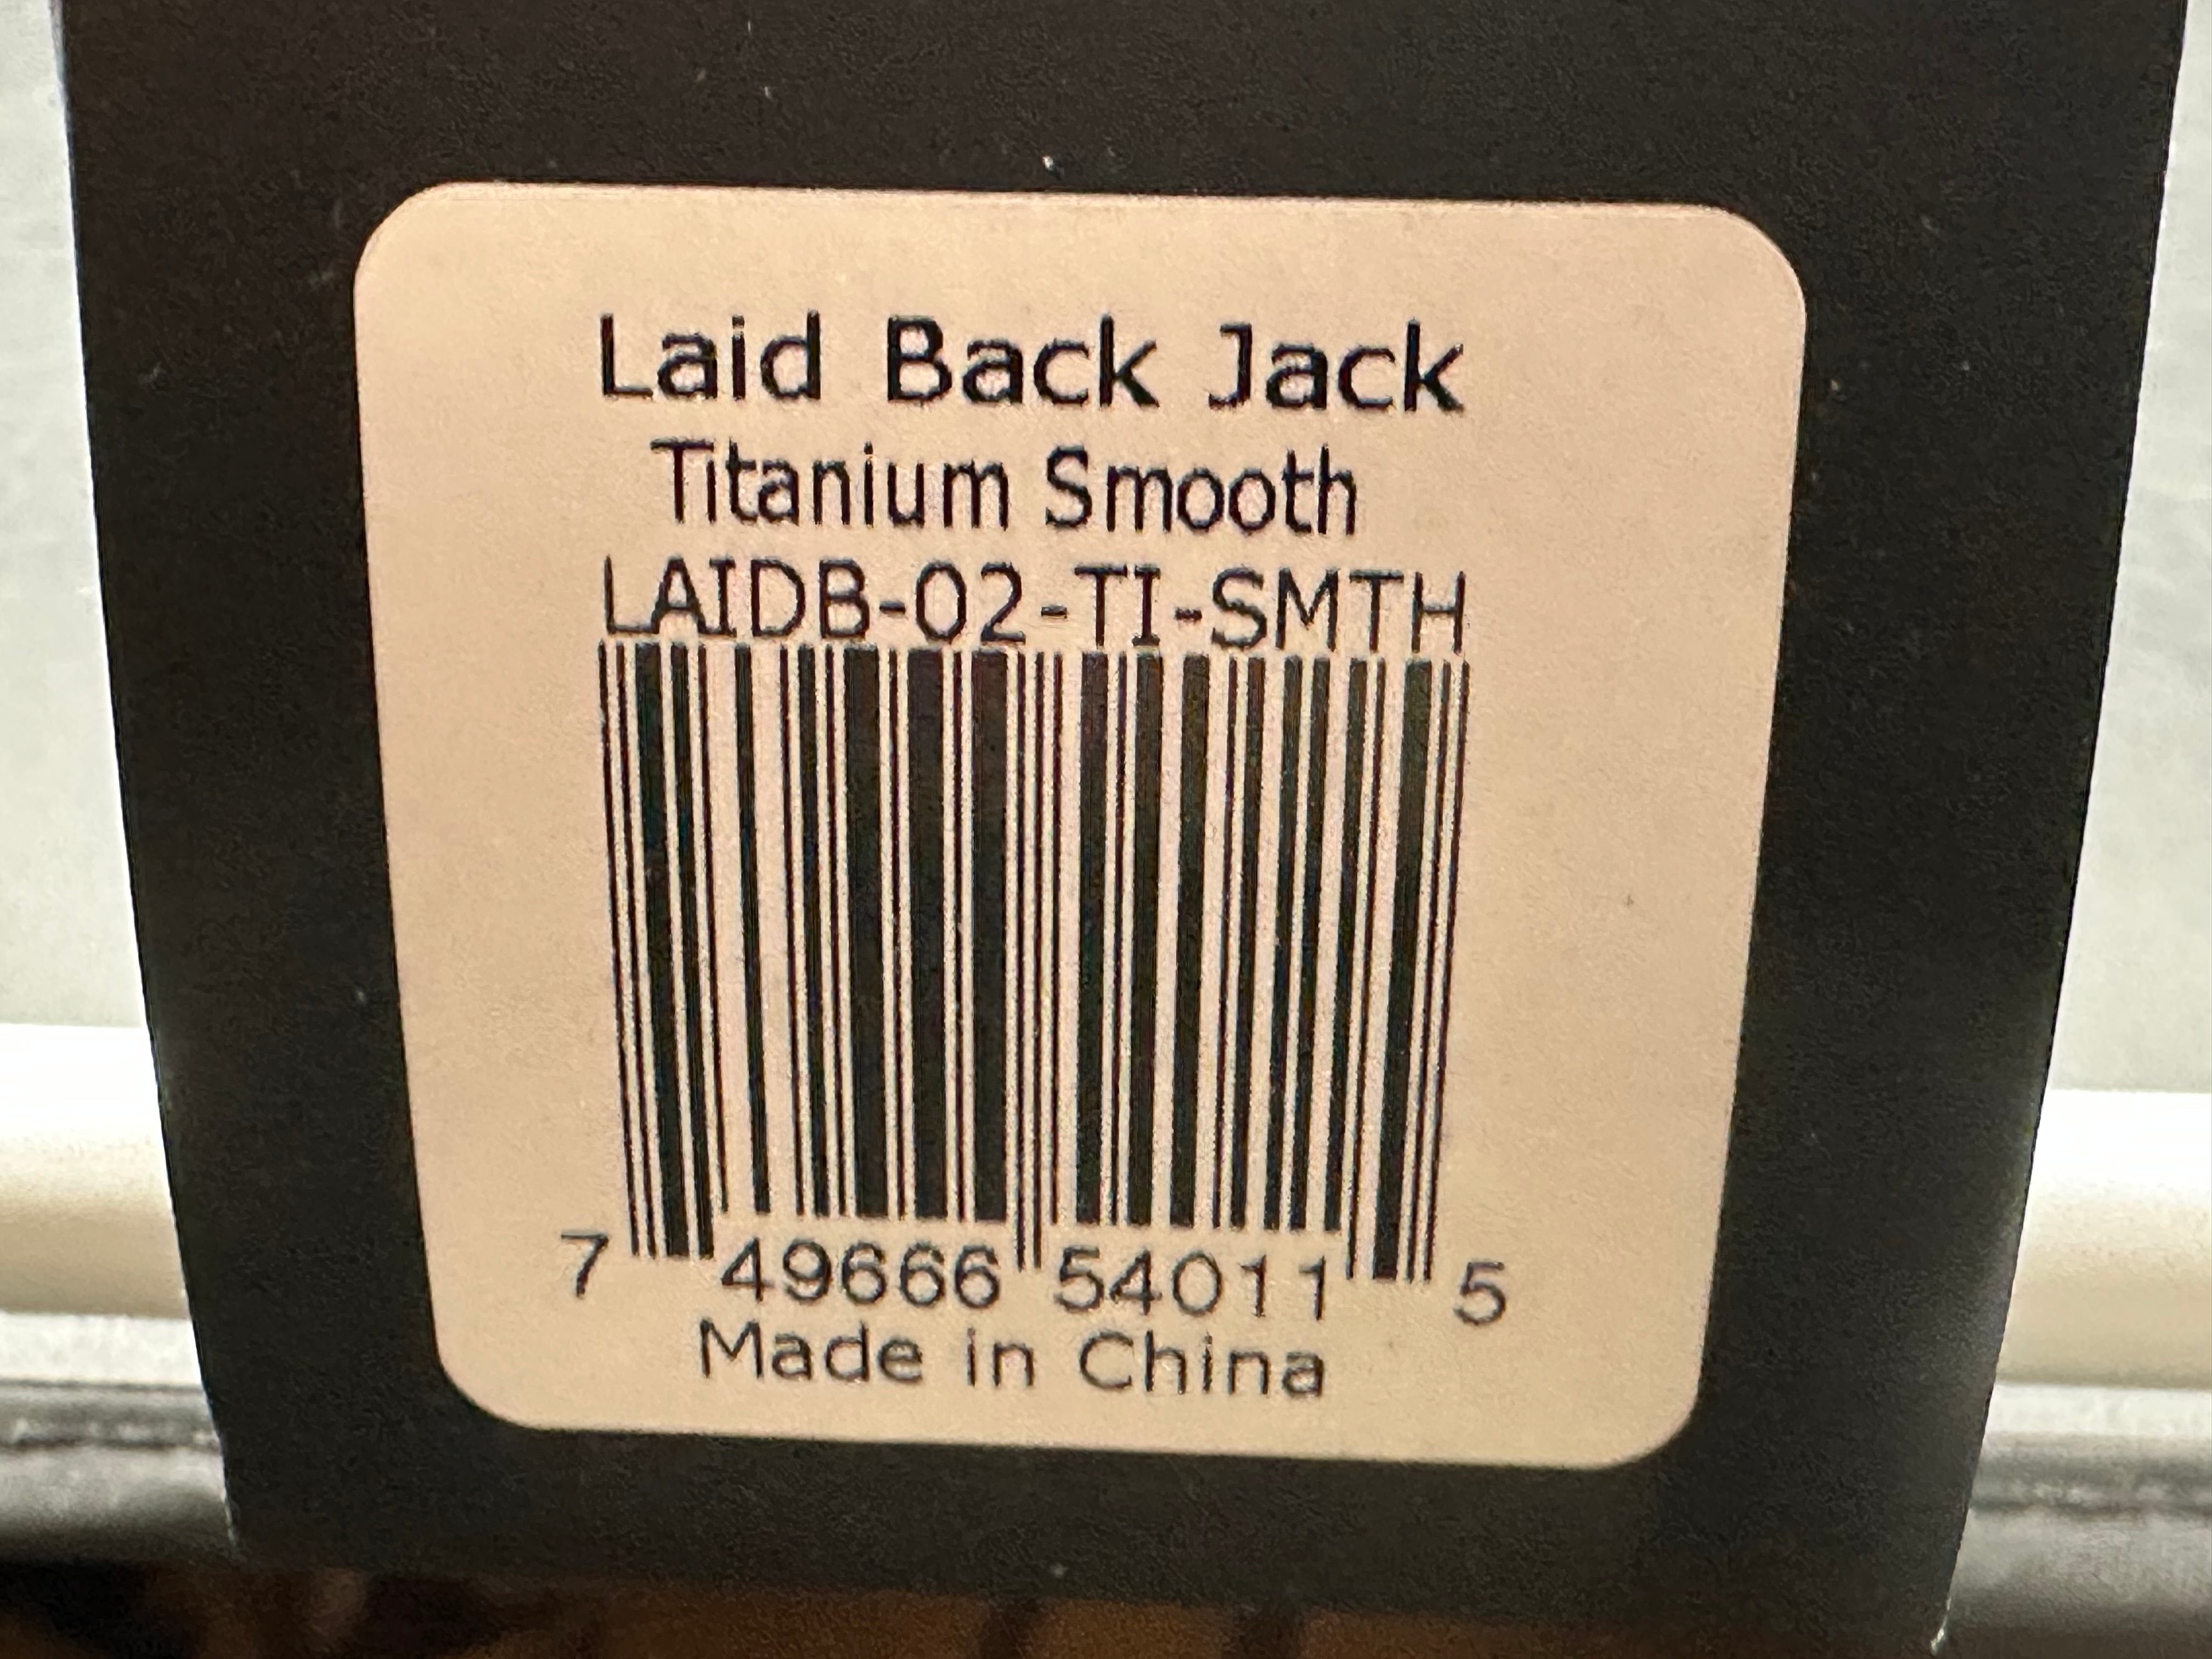 Laid Back Jack
Titanium Smooth
LAIDB-02-TI-SMTH
7 49666 54011 5
Made in China